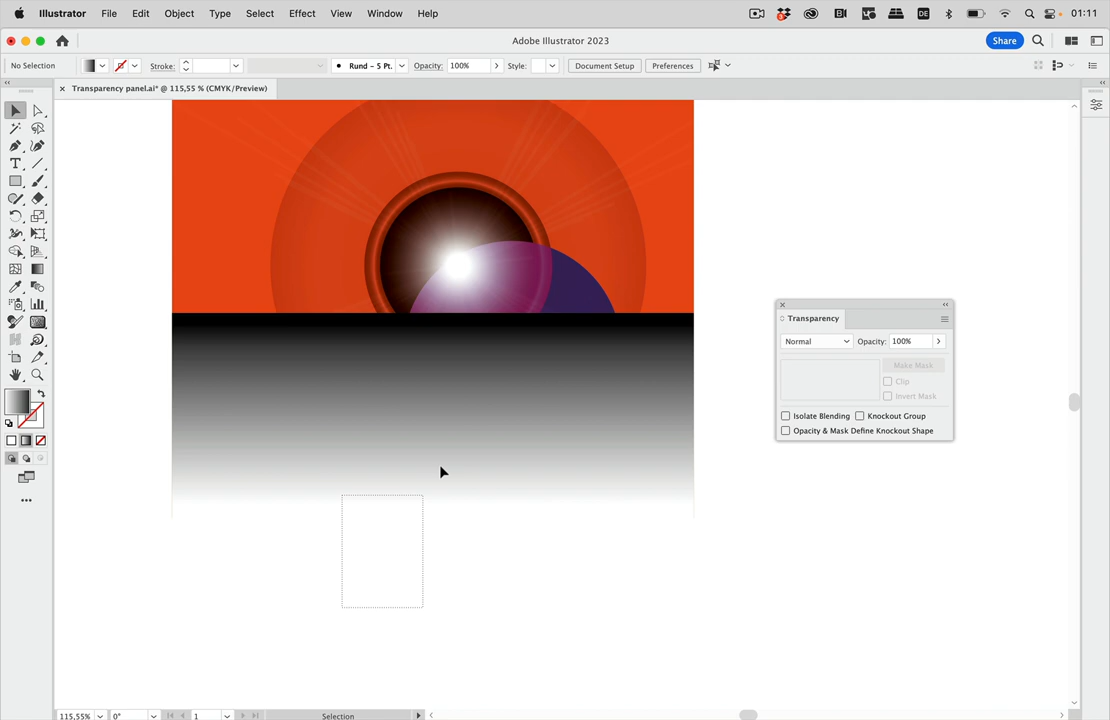 Illustrator File Edit Object Type Select Effect View Window Help DE 01:11
Adobe Illustrator 2023 Share
No Selection Stroke: Rund - 5 Pt. Opacity: 100% Style: Document Setup Preferences
Transparency panel.ai* @ 115,55 % (CMYK/Preview)
Transparency
Normal Opacity: 100%
Make Mask
Clip
Invert Mask
Isolate Blending Knockout Group
Opacity & Mask Define Knockout Shape
115,55% 0° 1 Selection